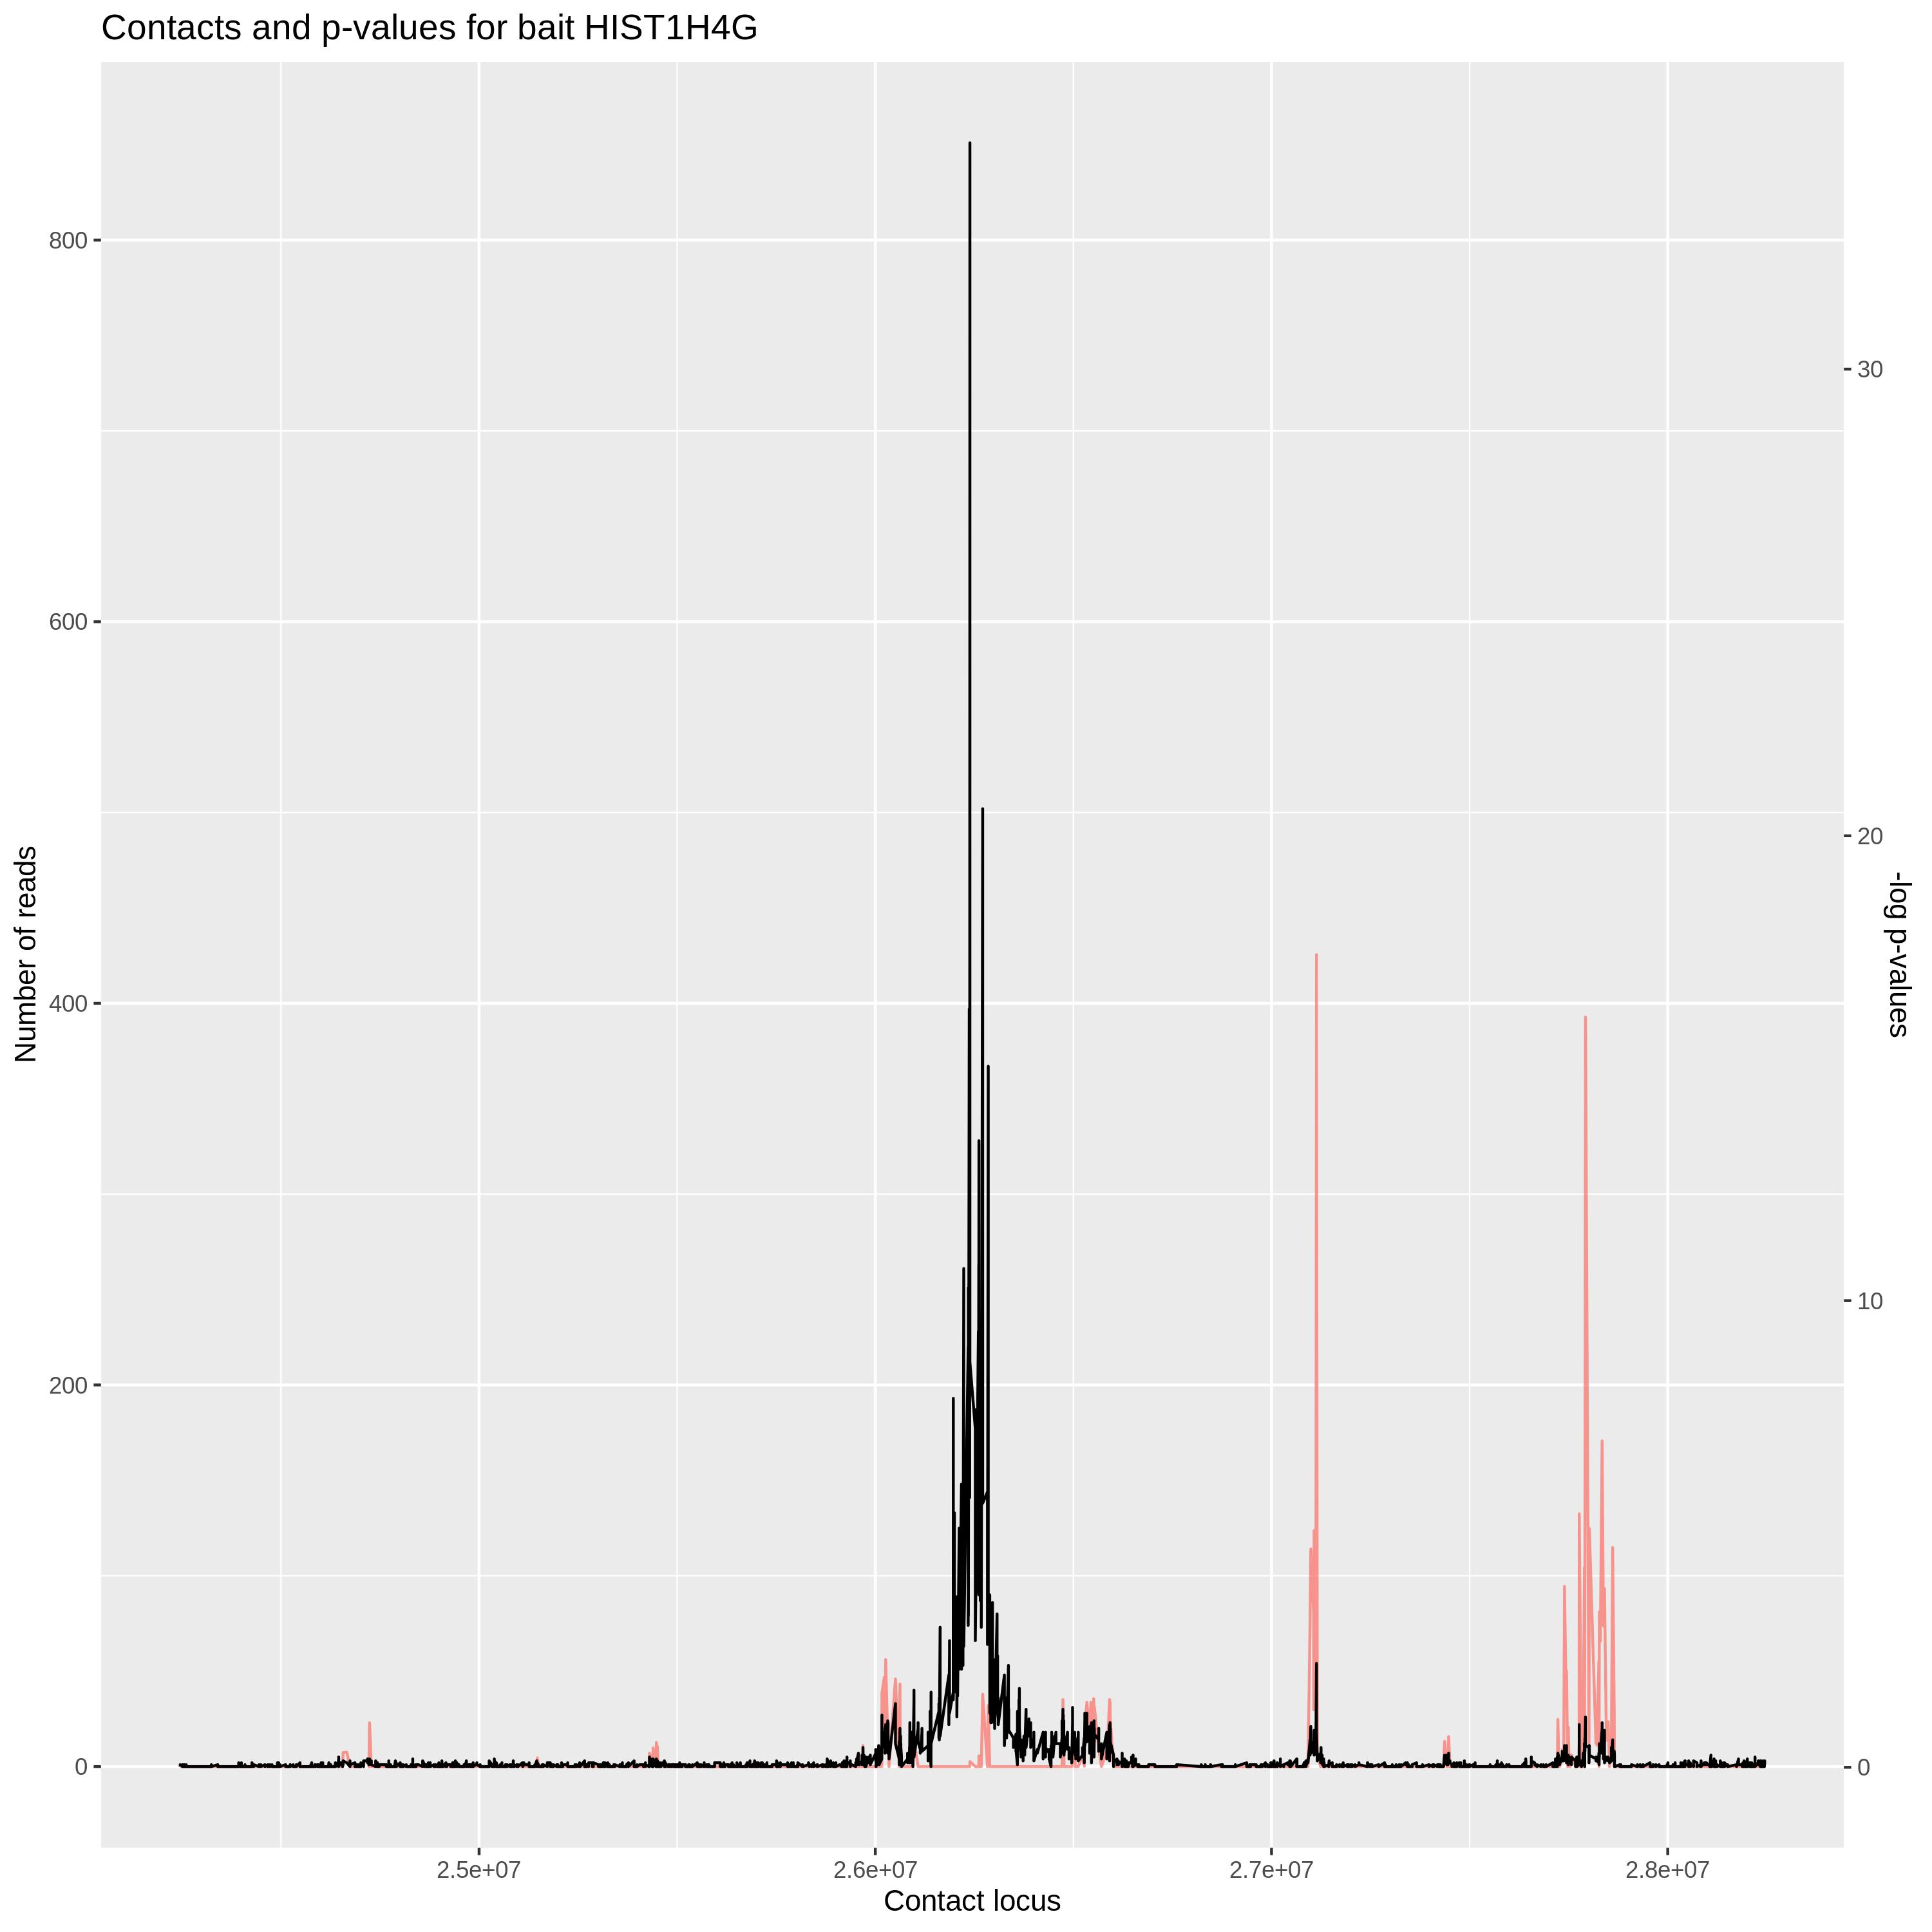 Contacts and p-values for bait HIST1H4G
800
600
400
200
0
Number of reads
30
20
10
0
-log p-values
2.5e+07
2.6e+07
2.7e+07
2.8e+07
Contact locus